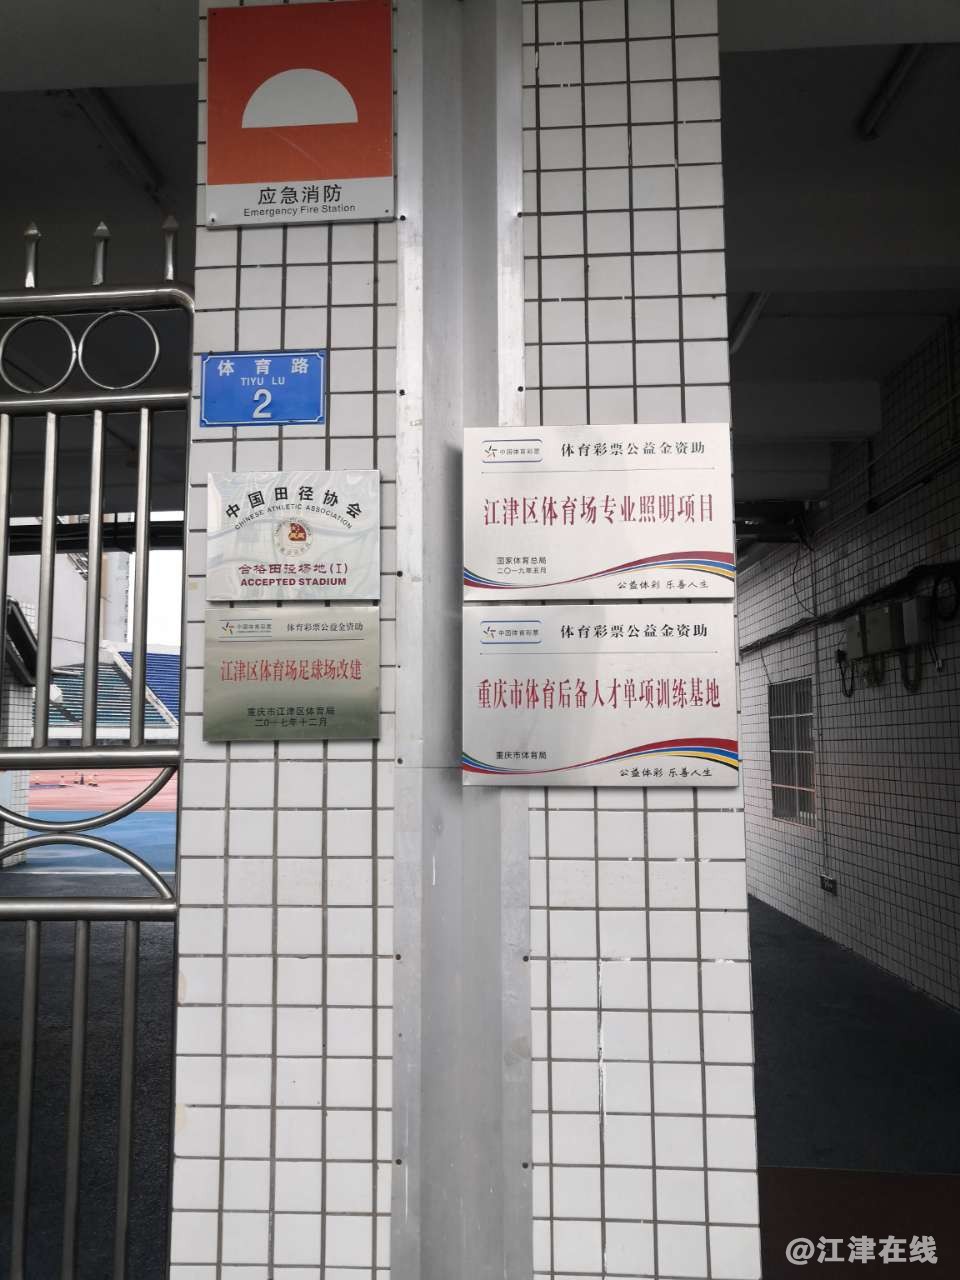 应急消防
Emergency Fire Station
体育路
TIYU LU
2
中国田径协会
CHINESE ATHLETIC ASSOCIATION
合格田径场地(I)
ACCEPTED STADIUM
中国体育彩票
体育彩票公益金资助
江津区体育场足球场改建
重庆市江津区体育局
二〇一七年十二月
中国体育彩票
体育彩票公益金资助
江津区体育场专业照明项目
国家体育总局
二〇一九年五月
公益体彩 乐善人生
中国体育彩票
体育彩票公益金资助
重庆市体育后备人才单项训练基地
重庆市体育局
公益体彩 乐善人生
@江津在线